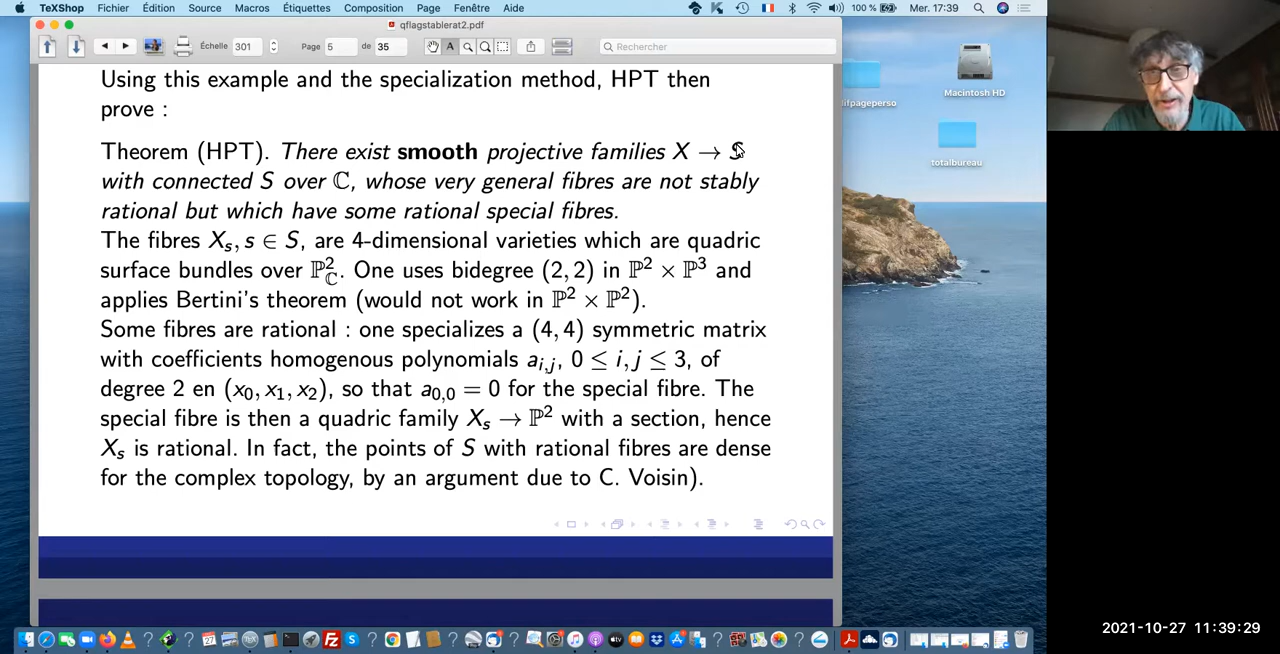 TeXShop Fichier Édition Source Macros Étiquettes Composition Page Fenêtre Aide 100 % Mer. 17:39
qflagstablerat2.pdf
Échelle 301 Page 5 de 35 Rechercher
Using this example and the specialization method, HPT then
prove :
Theorem (HPT). There exist smooth projective families X → S
with connected S over ℂ, whose very general fibres are not stably
rational but which have some rational special fibres.
The fibres Xₛ, s ∈ S, are 4-dimensional varieties which are quadric
surface bundles over ℙ²_ℂ. One uses bidegree (2, 2) in ℙ² × ℙ³ and
applies Bertini's theorem (would not work in ℙ² × ℙ²).
Some fibres are rational : one specializes a (4, 4) symmetric matrix
with coefficients homogenous polynomials a_{i,j}, 0 ≤ i, j ≤ 3, of
degree 2 en (x₀, x₁, x₂), so that a_{0,0} = 0 for the special fibre. The
special fibre is then a quadric family Xₛ → ℙ² with a section, hence
Xₛ is rational. In fact, the points of S with rational fibres are dense
for the complex topology, by an argument due to C. Voisin).
lifpageperso
Macintosh HD
totalbureau
2021-10-27 11:39:29